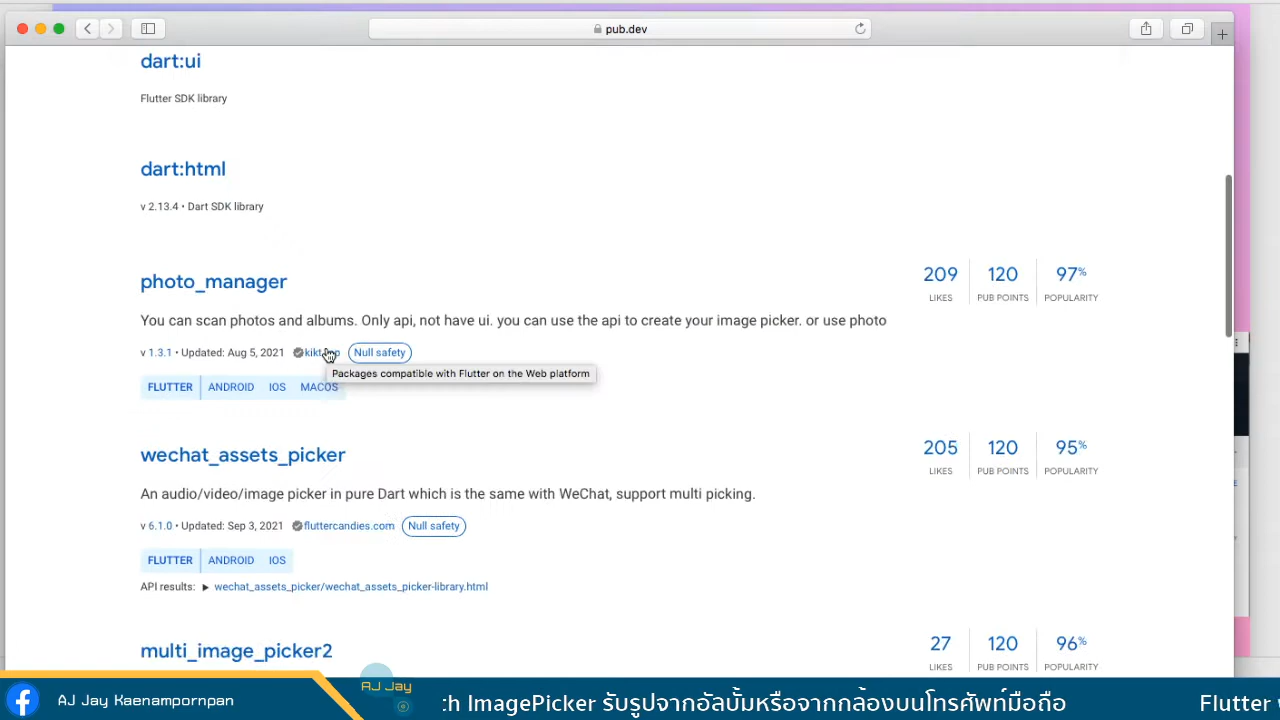 pub.dev
dart:ui
Flutter SDK library
dart:html
v 2.13.4 • Dart SDK library
photo_manager
209
LIKES
120
PUB POINTS
97%
POPULARITY
You can scan photos and albums. Only api, not have ui. you can use the api to create your image picker. or use photo
v 1.3.1 • Updated: Aug 5, 2021
Null safety
Packages compatible with Flutter on the Web platform
FLUTTER
ANDROID
IOS
MACOS
wechat_assets_picker
205
LIKES
120
PUB POINTS
95%
POPULARITY
An audio/video/image picker in pure Dart which is the same with WeChat, support multi picking.
v 6.1.0 • Updated: Sep 3, 2021
fluttercandies.com
Null safety
FLUTTER
ANDROID
IOS
API results: ▶ wechat_assets_picker/wechat_assets_picker-library.html
multi_image_picker2
27
LIKES
120
PUB POINTS
96%
POPULARITY
AJ Jay Kaenampornpan
AJ Jay
ImagePicker รับรูปจากอัลบั้มหรือจากกล้องบนโทรศัพท์มือถือ
Flutter